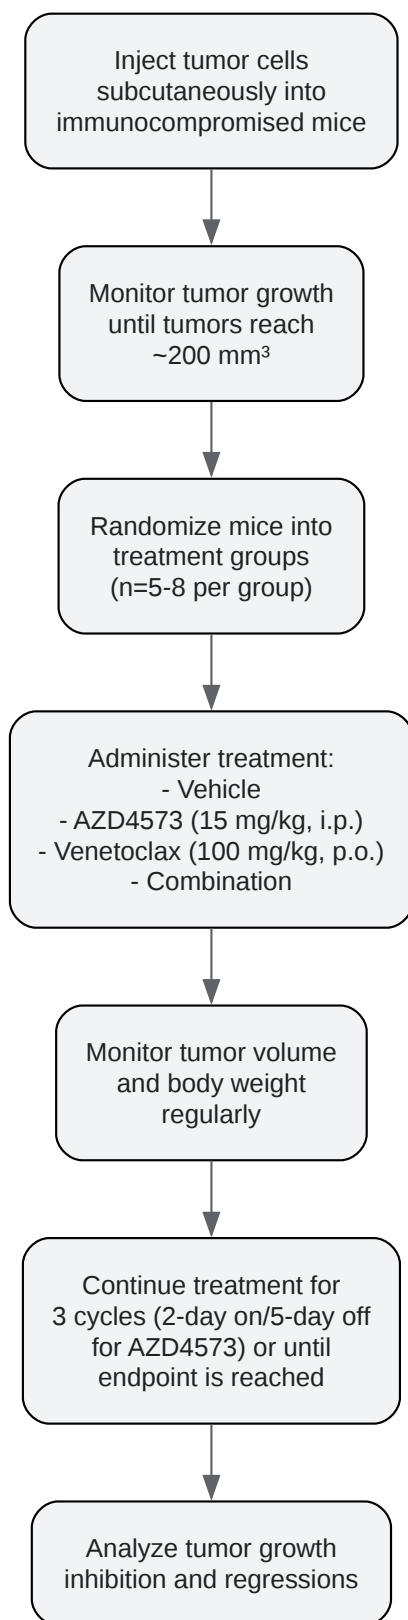 Inject tumor cells
subcutaneously into
immunocompromised mice
Monitor tumor growth
until tumors reach
~200 mm³
Randomize mice into
treatment groups
(n=5-8 per group)
Administer treatment:
- Vehicle
- AZD4573 (15 mg/kg, i.p.)
- Venetoclax (100 mg/kg, p.o.)
- Combination
Monitor tumor volume
and body weight
regularly
Continue treatment for
3 cycles (2-day on/5-day off
for AZD4573) or until
endpoint is reached
Analyze tumor growth
inhibition and regressions